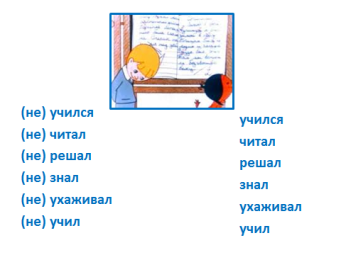 (не) учился
(не) читал
(не) решал
(не) знал
(не) ухаживал
(не) учил
учился
читал
решал
знал
ухаживал
учил